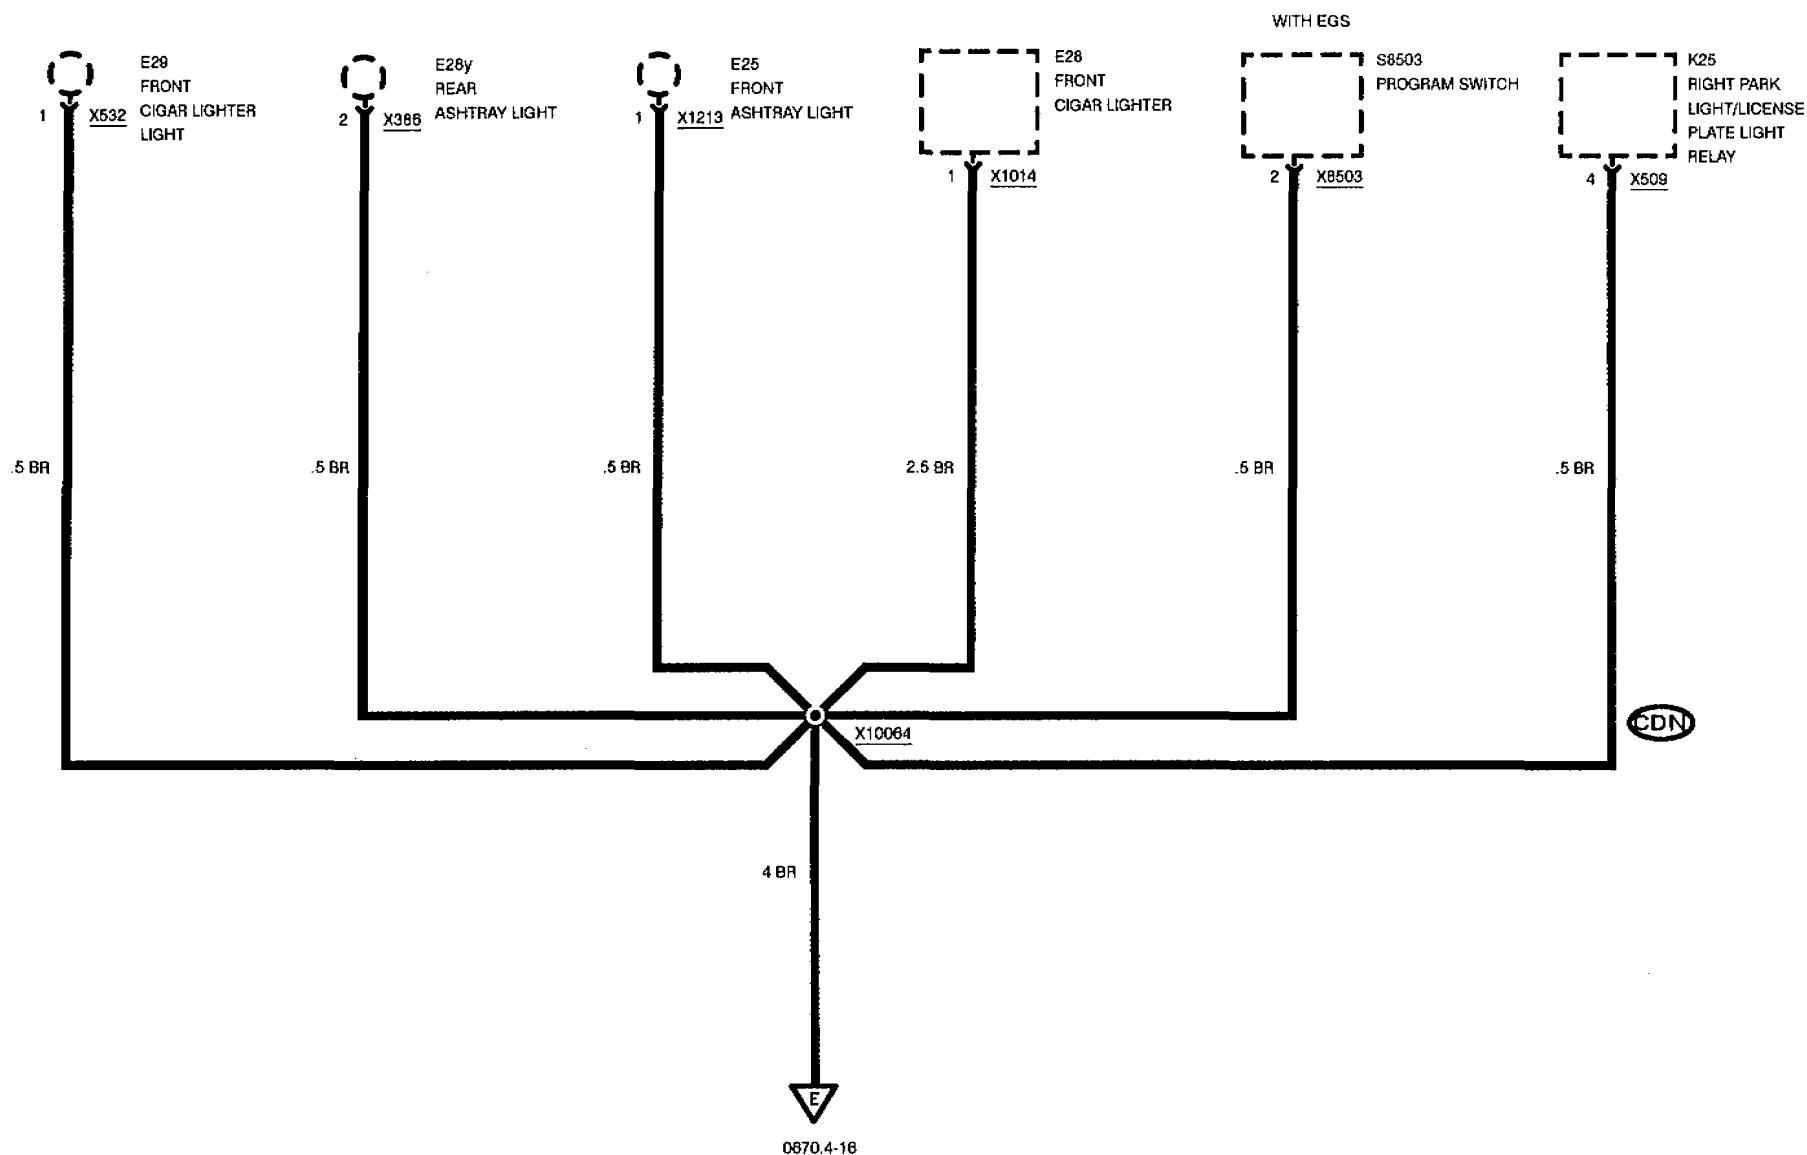 WITH EGS
E29
FRONT
CIGAR LIGHTER
LIGHT
1
X532
E28y
REAR
ASHTRAY LIGHT
2
X386
E25
FRONT
ASHTRAY LIGHT
1
X1213
E28
FRONT
CIGAR LIGHTER
1
X1014
S8503
PROGRAM SWITCH
2
X8503
K25
RIGHT PARK
LIGHT/LICENSE
PLATE LIGHT
RELAY
4
X509
.5 BR
.5 BR
.5 BR
2.5 BR
.5 BR
.5 BR
X10064
CDN
4 BR
E
0670.4-16